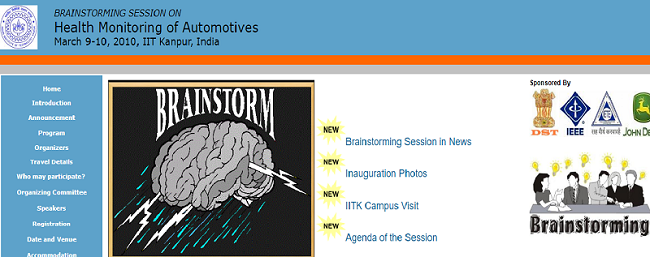 BRAINSTORMING SESSION ON
Health Monitoring of Automotives
March 9-10, 2010, IIT Kanpur, India
Home
Introduction
Announcement
Program
Organizers
Travel Details
Who may participate?
Organizing Committee
Speakers
Registration
Date and Venue
Accommodation
BRAINSTORM
NEW
Brainstorming Session in News
NEW
Inauguration Photos
NEW
IITK Campus Visit
NEW
Agenda of the Session
Sponsored By
DST
IEEE
JOHN DE
Brainstorming